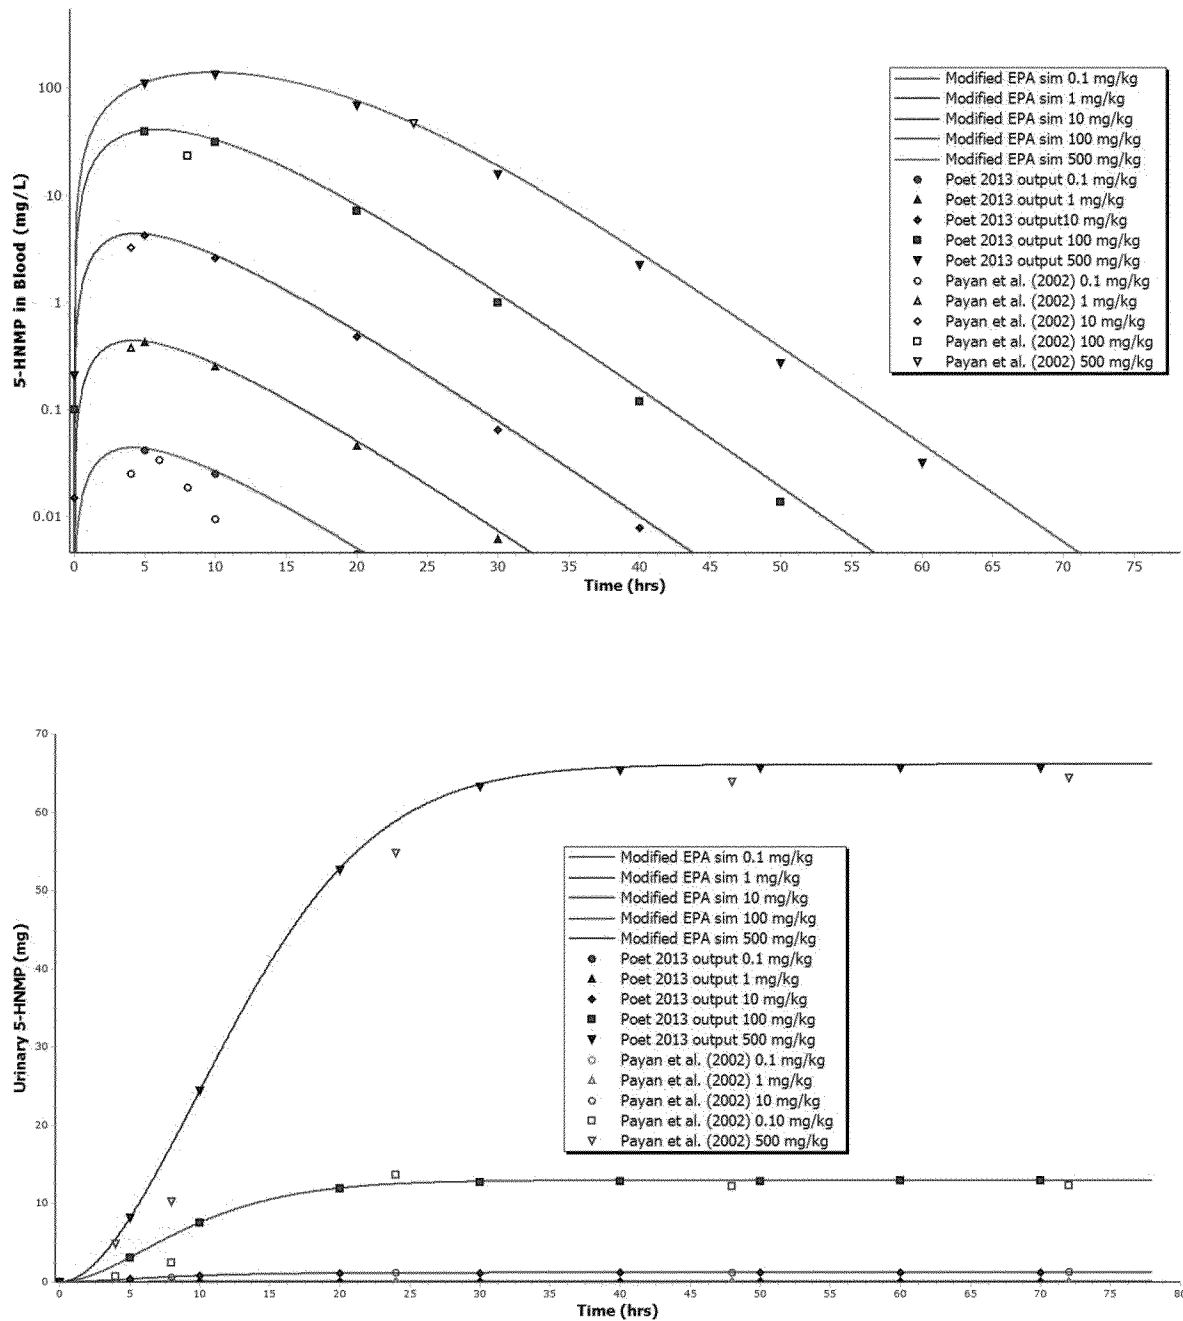 100
10
1
0.1
0.01
5-HNMP in Blood (mg/L)
Modified EPA sim 0.1 mg/kg
Modified EPA sim 1 mg/kg
Modified EPA sim 10 mg/kg
Modified EPA sim 100 mg/kg
Modified EPA sim 500 mg/kg
Poet 2013 output 0.1 mg/kg
Poet 2013 output 1 mg/kg
Poet 2013 output10 mg/kg
Poet 2013 output 100 mg/kg
Poet 2013 output 500 mg/kg
Payan et al. (2002) 0.1 mg/kg
Payan et al. (2002) 1 mg/kg
Payan et al. (2002) 10 mg/kg
Payan et al. (2002) 100 mg/kg
Payan et al. (2002) 500 mg/kg
0 5 10 15 20 25 30 35 40 45 50 55 60 65 70 75
Time (hrs)
70
60
50
40
30
20
10
0
Urinary 5-HNMP (mg)
Modified EPA sim 0.1 mg/kg
Modified EPA sim 1 mg/kg
Modified EPA sim 10 mg/kg
Modified EPA sim 100 mg/kg
Modified EPA sim 500 mg/kg
Poet 2013 output 0.1 mg/kg
Poet 2013 output 1 mg/kg
Poet 2013 output 10 mg/kg
Poet 2013 output 100 mg/kg
Poet 2013 output 500 mg/kg
Payan et al. (2002) 0.1 mg/kg
Payan et al. (2002) 1 mg/kg
Payan et al. (2002) 10 mg/kg
Payan et al. (2002) 0.10 mg/kg
Payan et al. (2002) 500 mg/kg
0 5 10 15 20 25 30 35 40 45 50 55 60 65 70 75 80
Time (hrs)